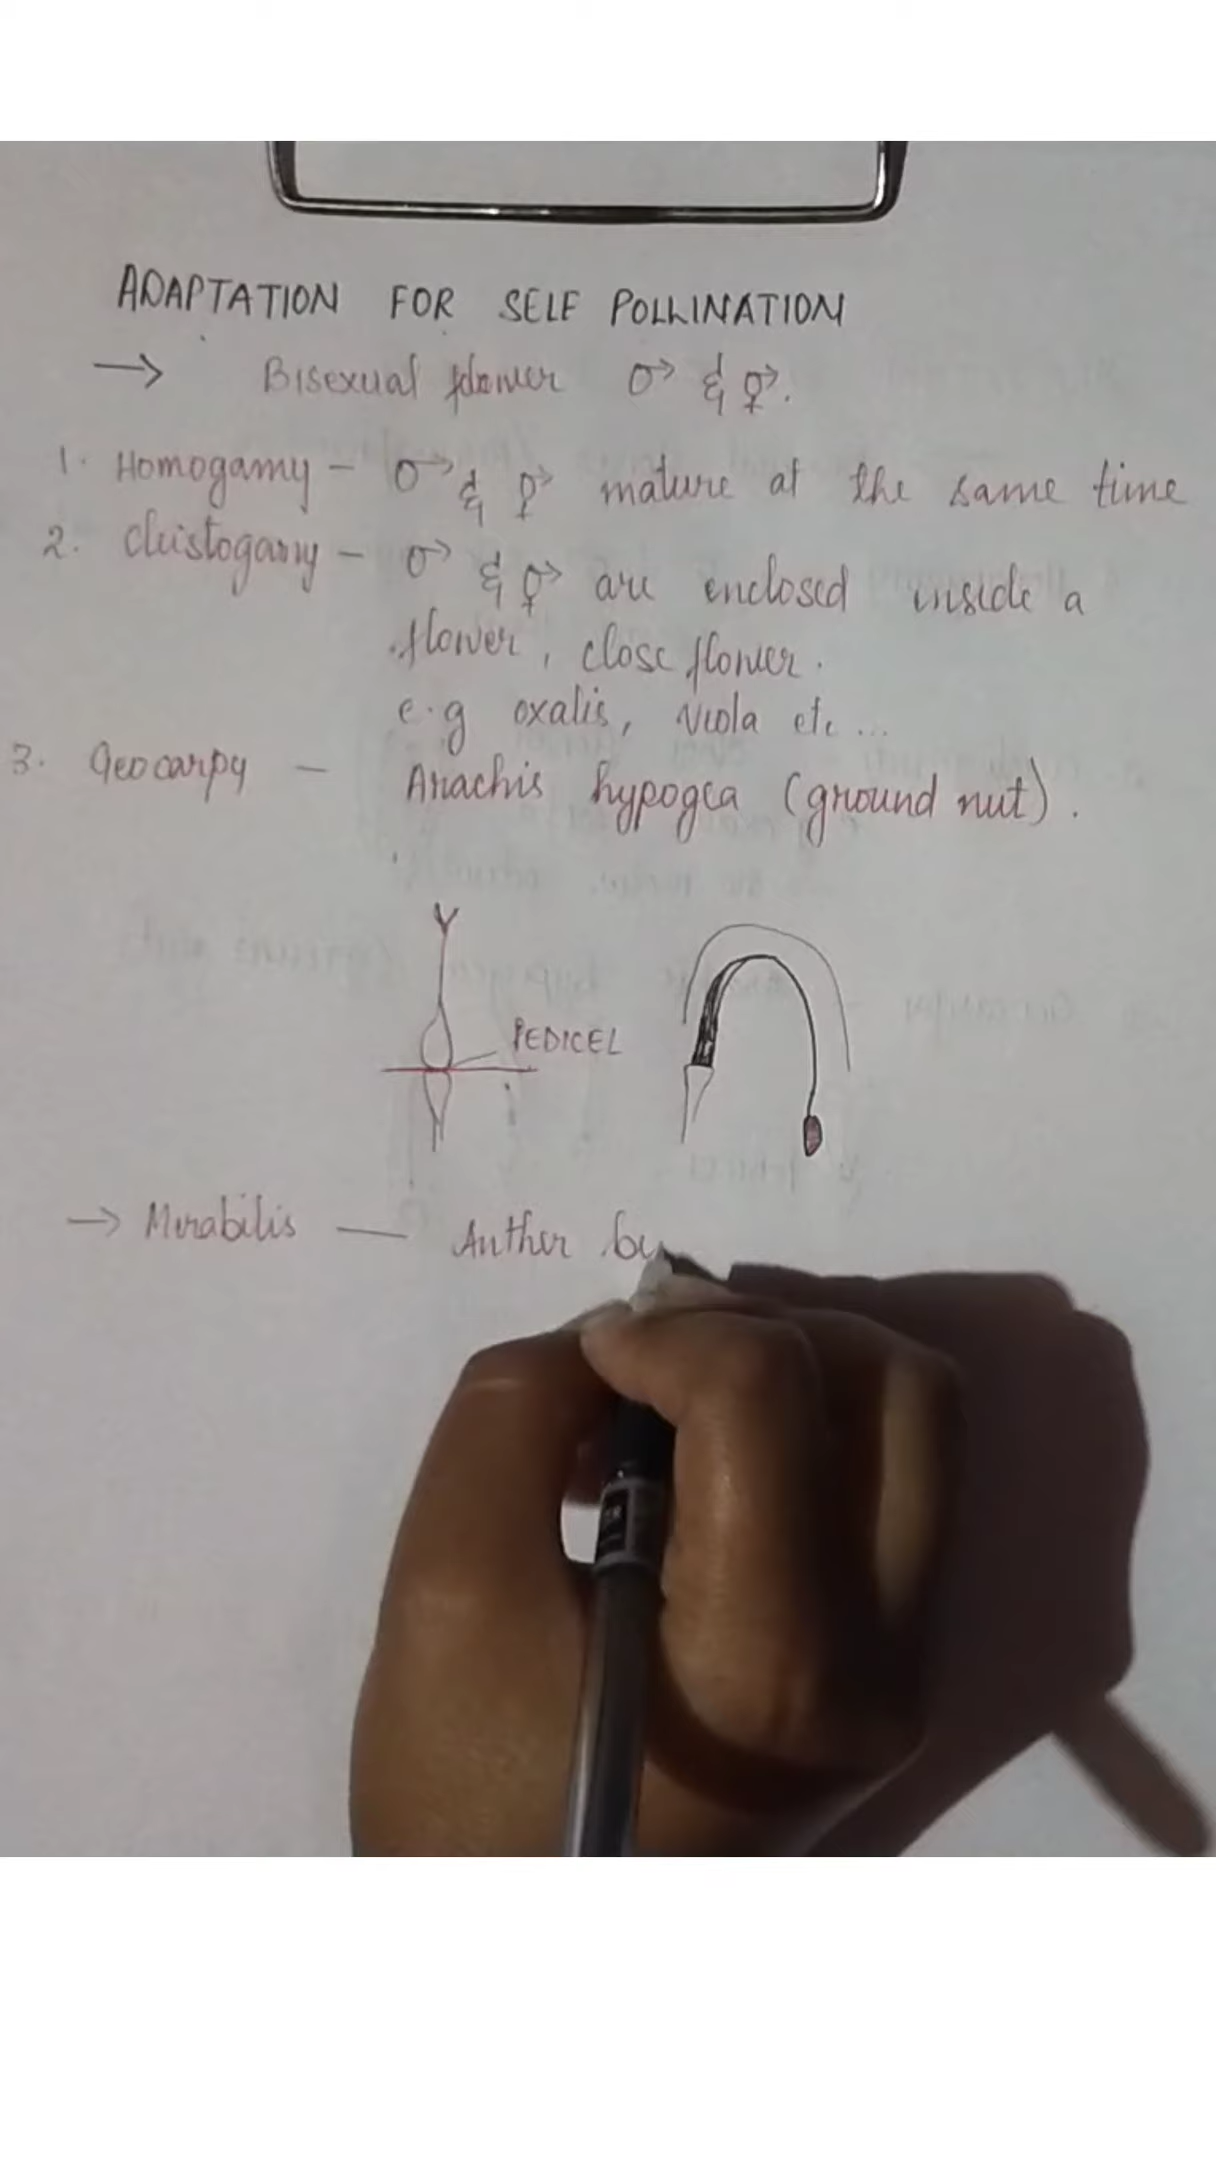 ADAPTATION FOR SELF POLLINATION
→ Bisexual flower ♂ & ⚥.
1. Homogamy - ♂ & ⚥ mature at the same time
2. Cleistogamy - ♂ & ⚥ are enclosed inside a
flower, close flower.
e.g oxalis, viola etc...
3. Geocarpy - Arachis hypogea (ground nut).
PEDICEL
→ Mirabilis — Anther by